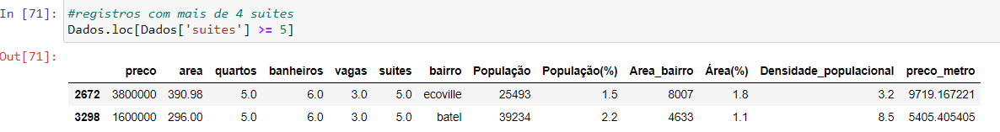 In [71]: #registros com mais de 4 suites
Dados.loc[Dados['suites'] >= 5]
Out[71]:
preco area quartos banheiros vagas suites bairro População População(%) Area_bairro Área(%) Densidade_populacional preco_metro
2672 3800000 390.98 5.0 6.0 3.0 5.0 ecoville 25493 1.5 8007 1.8 3.2 9719.167221
3298 1600000 296.00 5.0 6.0 3.0 5.0 batel 39234 2.2 4633 1.1 8.5 5405.405405